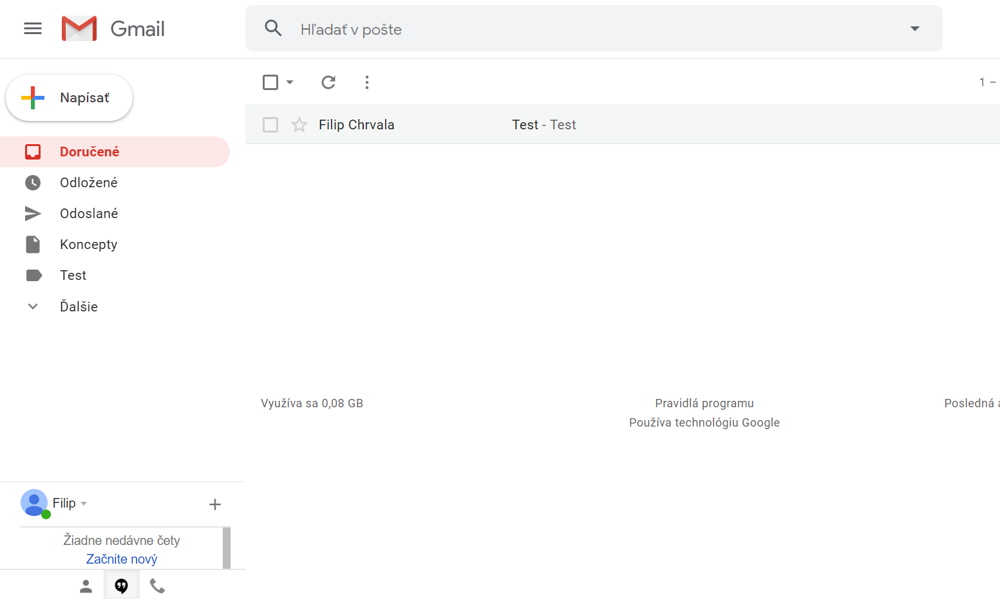 Gmail
Hľadať v pošte
Napísať
1 –
Doručené
Odložené
Odoslané
Koncepty
Test
Ďalšie
Filip Chrvala Test - Test
Využíva sa 0,08 GB
Pravidlá programu
Používa technológiu Google
Posledná
Filip
Žiadne nedávne čety
Začnite nový